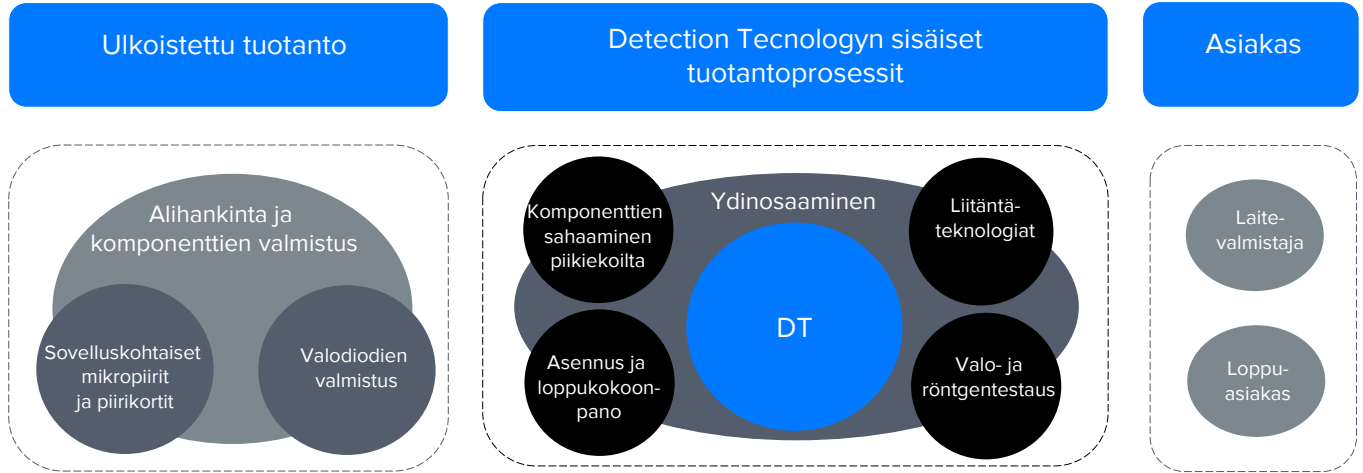 Ulkoistettu tuotanto
Detection Tecnologyn sisäiset
tuotantoprosessit
Asiakas
Alihankinta ja
komponenttien valmistus
Sovelluskohtaiset
mikropiirit
ja piirikortit
Valodiodien
valmistus
Ydinosaaminen
Komponenttien
sahaaminen
piikiekoilta
Liitäntä-
teknologiat
DT
Asennus ja
loppukokoon-
pano
Valo- ja
röntgentestaus
Laite-
valmistaja
Loppu-
asiakas